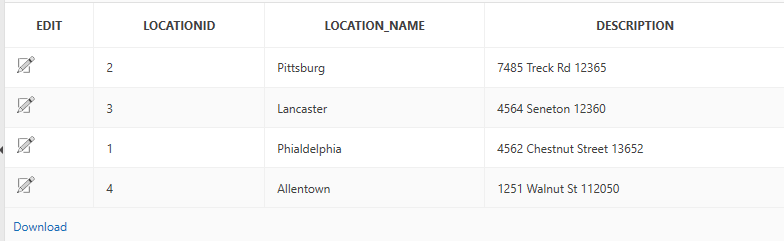 EDIT LOCATIONID LOCATION_NAME DESCRIPTION
2 Pittsburg 7485 Treck Rd 12365
3 Lancaster 4564 Seneton 12360
1 Phialdelphia 4562 Chestnut Street 13652
4 Allentown 1251 Walnut St 112050
Download